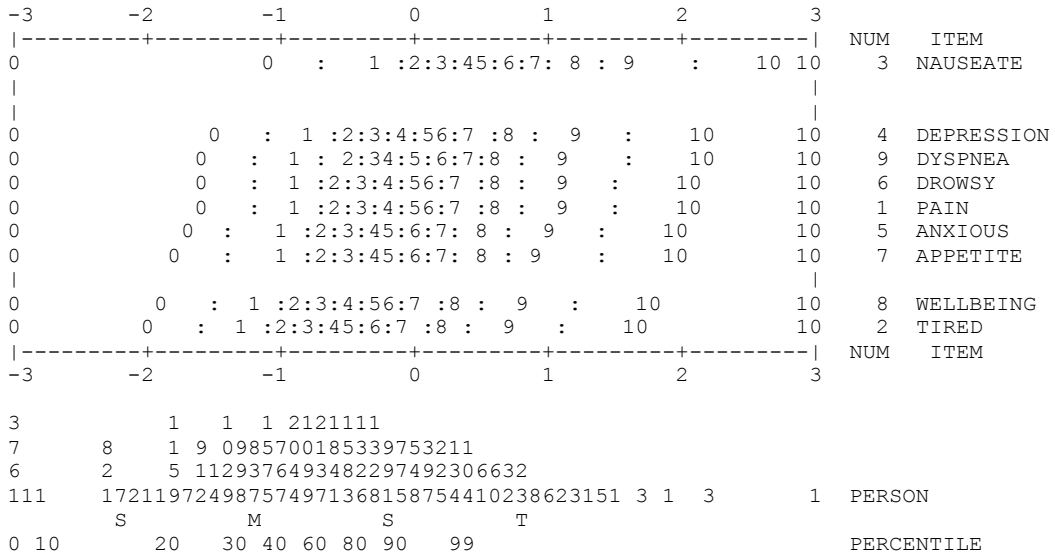 -3 -2 -1 0 1 2 3
|---------+---------+---------+---------+---------+---------| NUM ITEM
0 0 : 1 :2:3:45:6:7: 8 : 9 : 10 10 3 NAUSEATE
| |
| |
0 0 : 1 :2:3:4:56:7 :8 : 9 : 10 10 4 DEPRESSION
0 0 : 1 : 2:34:5:6:7:8 : 9 : 10 10 9 DYSPNEA
0 0 : 1 :2:3:4:56:7 :8 : 9 : 10 10 6 DROWSY
0 0 : 1 :2:3:4:56:7 :8 : 9 : 10 10 1 PAIN
0 0 : 1 :2:3:45:6:7: 8 : 9 : 10 10 5 ANXIOUS
0 0 : 1 :2:3:45:6:7: 8 : 9 : 10 10 7 APPETITE
| |
0 0 : 1 :2:3:4:56:7 :8 : 9 : 10 10 8 WELLBEING
0 0 : 1 :2:3:45:6:7 :8 : 9 : 10 10 2 TIRED
|---------+---------+---------+---------+---------+---------| NUM ITEM
-3 -2 -1 0 1 2 3
3 1 1 1 2121111
7 8 1 9 0985700185339753211
6 2 5 1129376493482297492306632
111 172119724987574971368158754410238623151 3 1 3 1 PERSON
S M S T
0 10 20 30 40 60 80 90 99 PERCENTILE